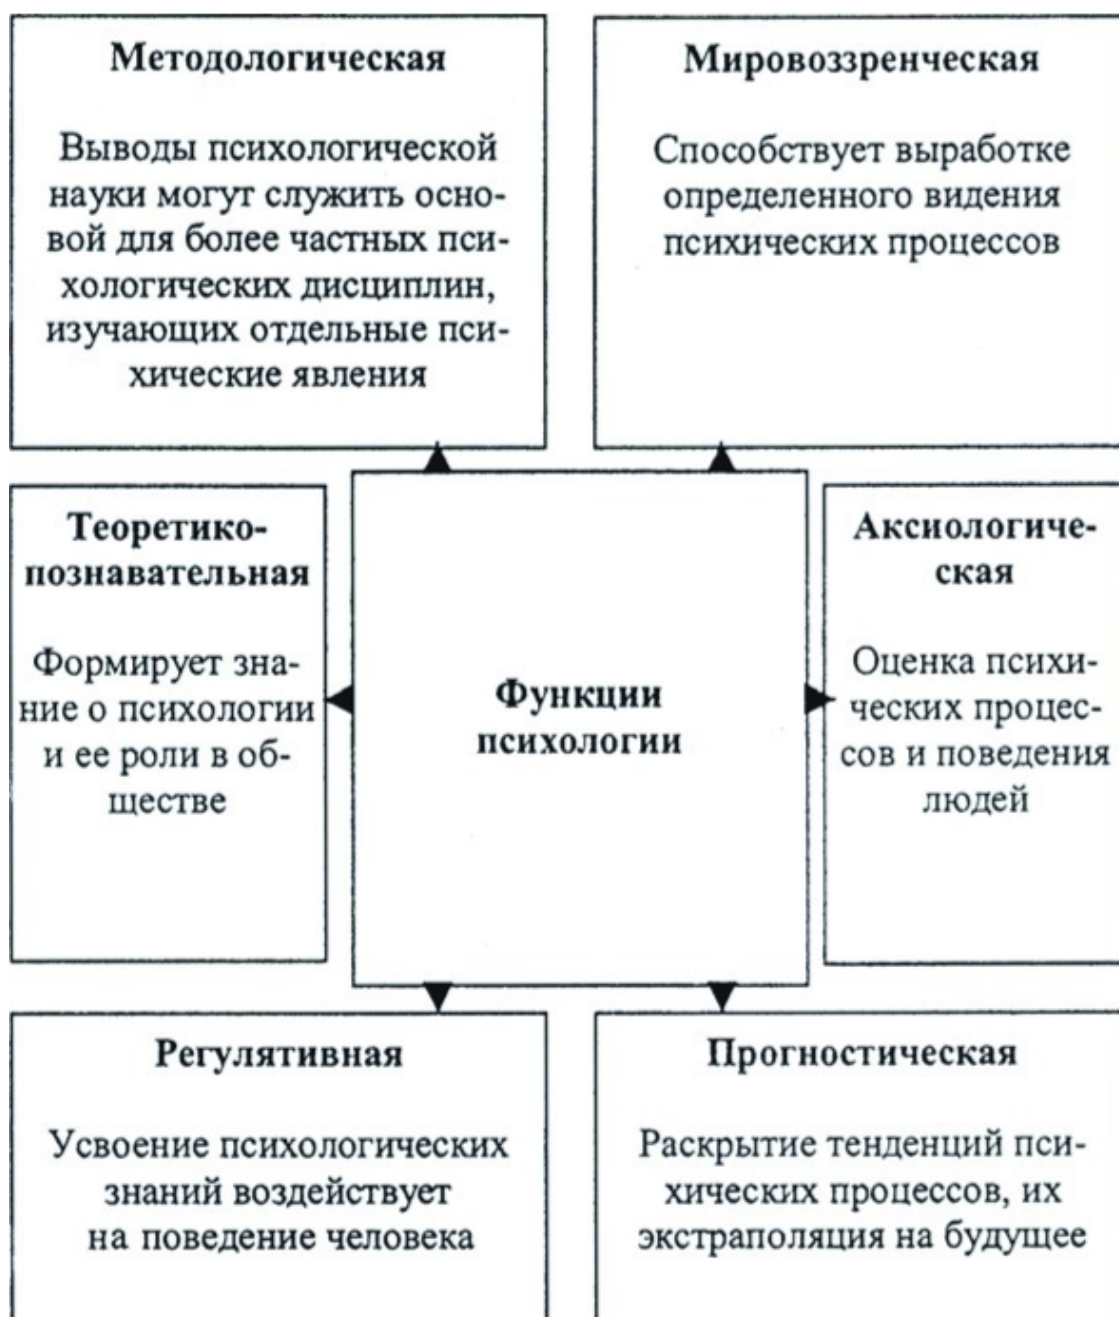 Методологическая
Выводы психологической
науки могут служить осно-
вой для более частных пси-
хологических дисциплин,
изучающих отдельные пси-
хические явления
Мировоззренческая
Способствует выработке
определенного видения
психических процессов
Теоретико-
познавательная
Формирует зна-
ние о психологии
и ее роли в об-
ществе
Функции
психологии
Аксиологиче-
ская
Оценка психи-
ческих процес-
сов и поведения
людей
Регулятивная
Усвоение психологических
знаний воздействует
на поведение человека
Прогностическая
Раскрытие тенденций пси-
хических процессов, их
экстраполяция на будущее